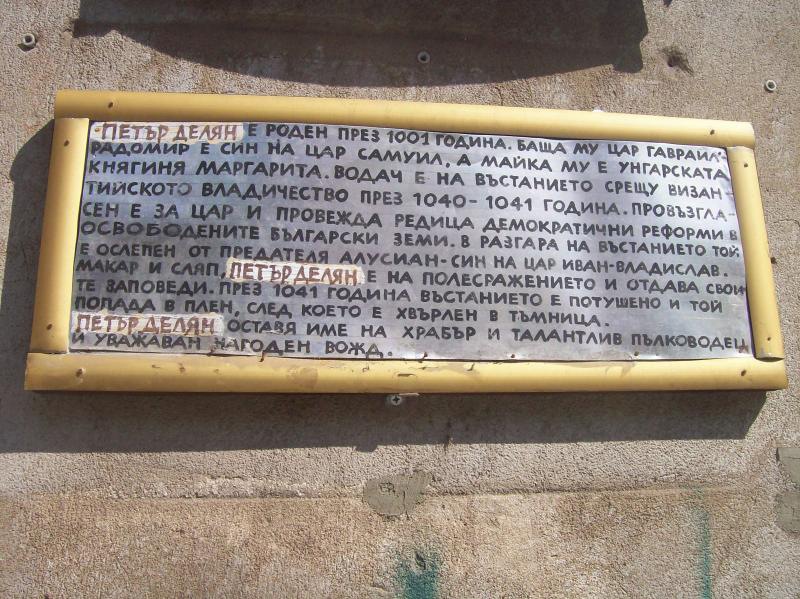 ПЕТЪР ДЕЛЯН Е РОДЕН ПРЕЗ 1001 ГОДИНА. БАЩА МУ ЦАР ГАВРАИЛ-
РАДОМИР Е СИН НА ЦАР САМУИЛ, А МАЙКА МУ Е УНГАРСКАТА
КНЯГИНЯ МАРГАРИТА. ВОДАЧ Е НА ВЪСТАНИЕТО СРЕЩУ ВИЗАН-
ТИЙСКОТО ВЛАДИЧЕСТВО ПРЕЗ 1040-1041 ГОДИНА. ПРОВЪЗГЛА-
СЕН Е ЗА ЦАР И ПРОВЕЖДА РЕДИЦА ДЕМОКРАТИЧНИ РЕФОРМИ В
ОСВОБОДЕНИТЕ БЪЛГАРСКИ ЗЕМИ. В РАЗГАРА НА ВЪСТАНИЕТО ТОЙ
Е ОСЛЕПЕН ОТ ПРЕДАТЕЛЯ АЛУСИАН-СИН НА ЦАР ИВАН-ВЛАДИСЛАВ.
МАКАР И СЛЯП, ПЕТЪР ДЕЛЯН Е НА ПОЛЕСРАЖЕНИЕТО И ОТДАВА СВОИ
ТЕ ЗАПОВЕДИ. ПРЕЗ 1041 ГОДИНА ВЪСТАНИЕТО Е ПОТУШЕНО И ТОЙ
ПОПАДА В ПЛЕН, СЛЕД КОЕТО Е ХВЪРЛЕН В ТЪМНИЦА.
ПЕТЪР ДЕЛЯН ОСТАВЯ ИМЕ НА ХРАБЪР И ТАЛАНТЛИВ ПЪЛКОВОДЕЦ
И УВАЖАВАН НАГОДЕН ВОЖД.